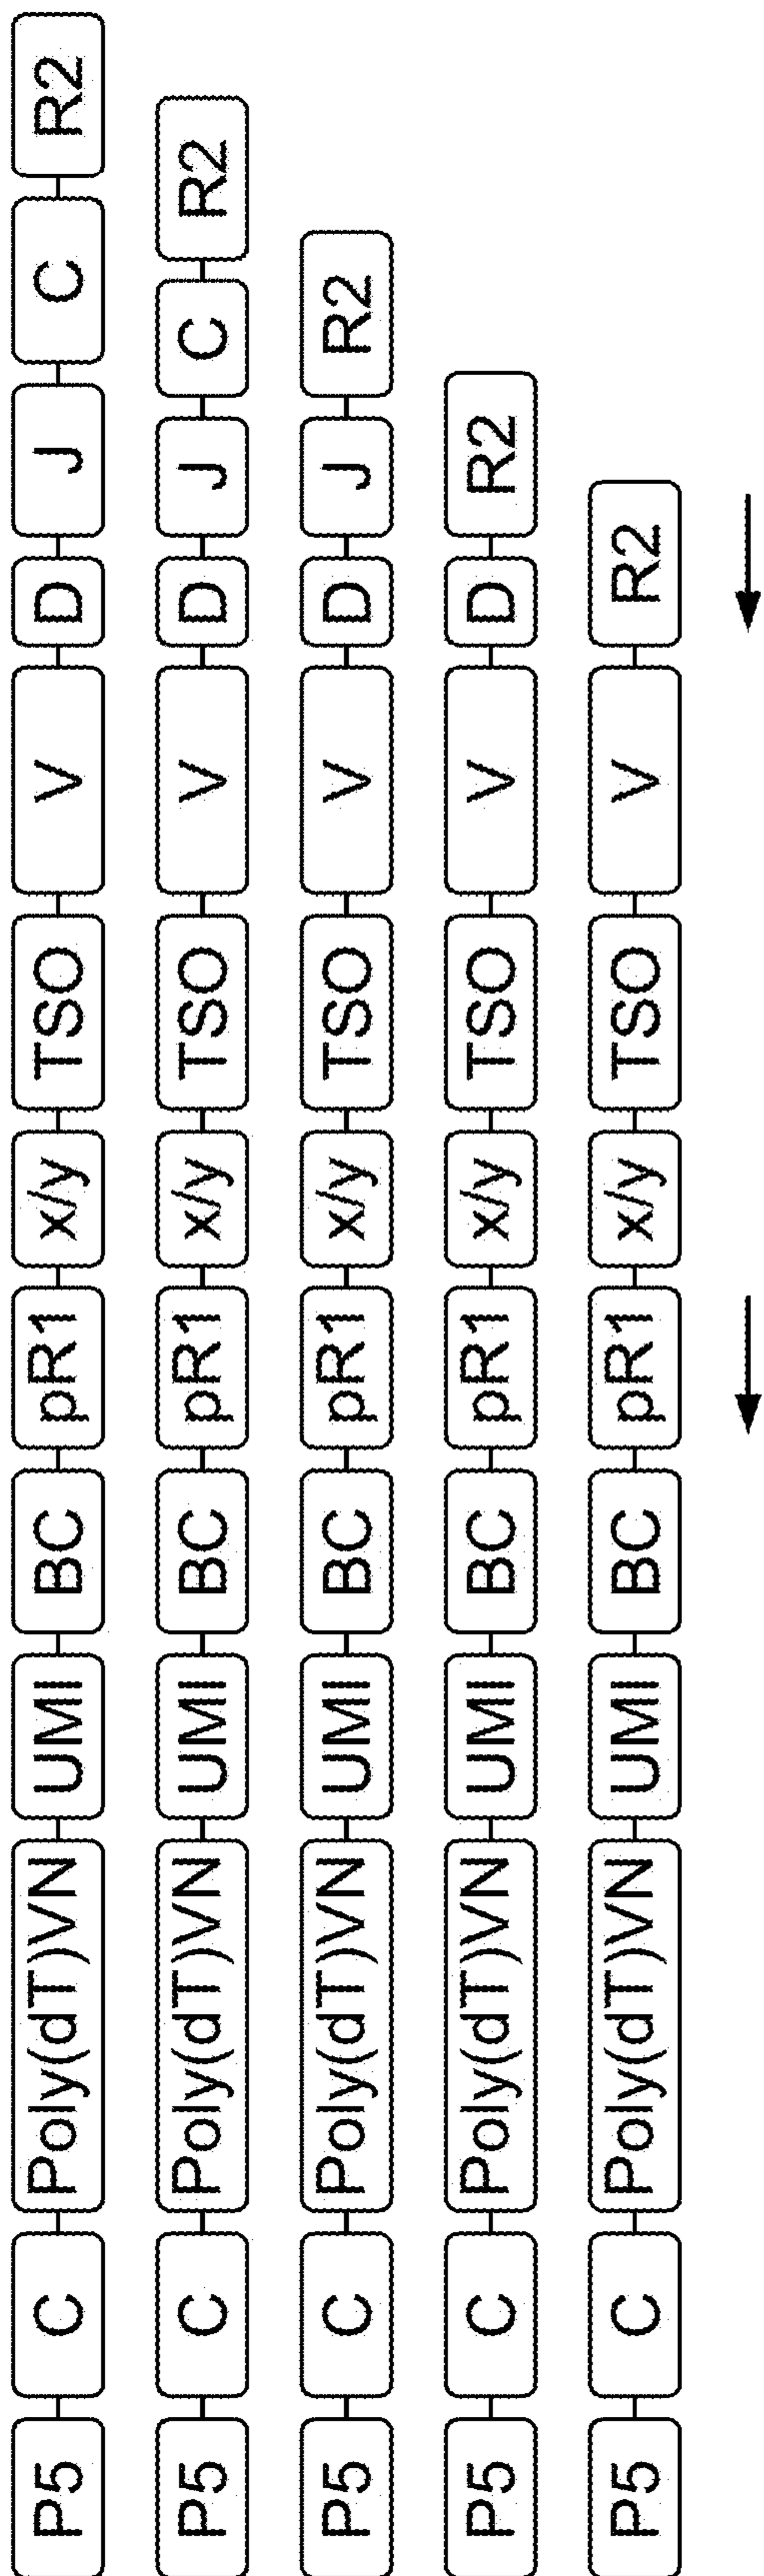 P5 C Poly(dT)VN UMI BC pR1 x/y TSO V D J C R2
P5 C Poly(dT)VN UMI BC pR1 x/y TSO V D J C R2
P5 C Poly(dT)VN UMI BC pR1 x/y TSO V D J R2
P5 C Poly(dT)VN UMI BC pR1 x/y TSO V D R2
P5 C Poly(dT)VN UMI BC pR1 x/y TSO V R2